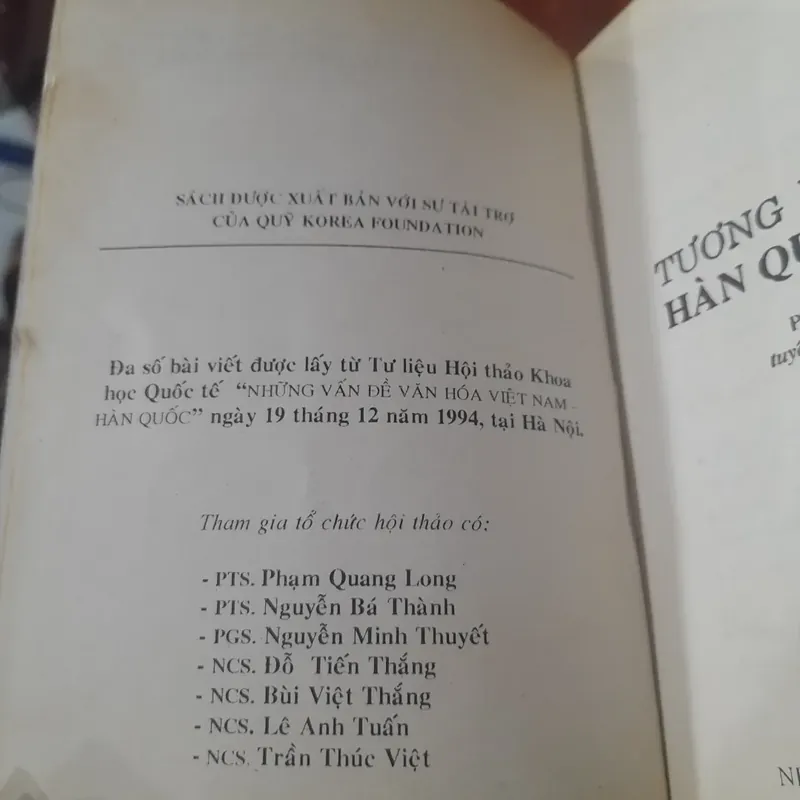 SÁCH ĐƯỢC XUẤT BẢN VỚI SỰ TÀI TRỢ
CỦA QUỸ KOREA FOUNDATION
Đa số bài viết được lấy từ Tư liệu Hội thảo Khoa
học Quốc tế “NHỮNG VẤN ĐỀ VĂN HÓA VIỆT NAM -
HÀN QUỐC” ngày 19 tháng 12 năm 1994, tại Hà Nội.
Tham gia tổ chức hội thảo có:
- PTS. Phạm Quang Long
- PTS. Nguyễn Bá Thành
- PGS. Nguyễn Minh Thuyết
- NCS. Đỗ Tiến Thắng
- NCS. Bùi Việt Thắng
- NCS. Lê Anh Tuấn
- NCS. Trần Thúc Việt
TƯƠNG
HÀN